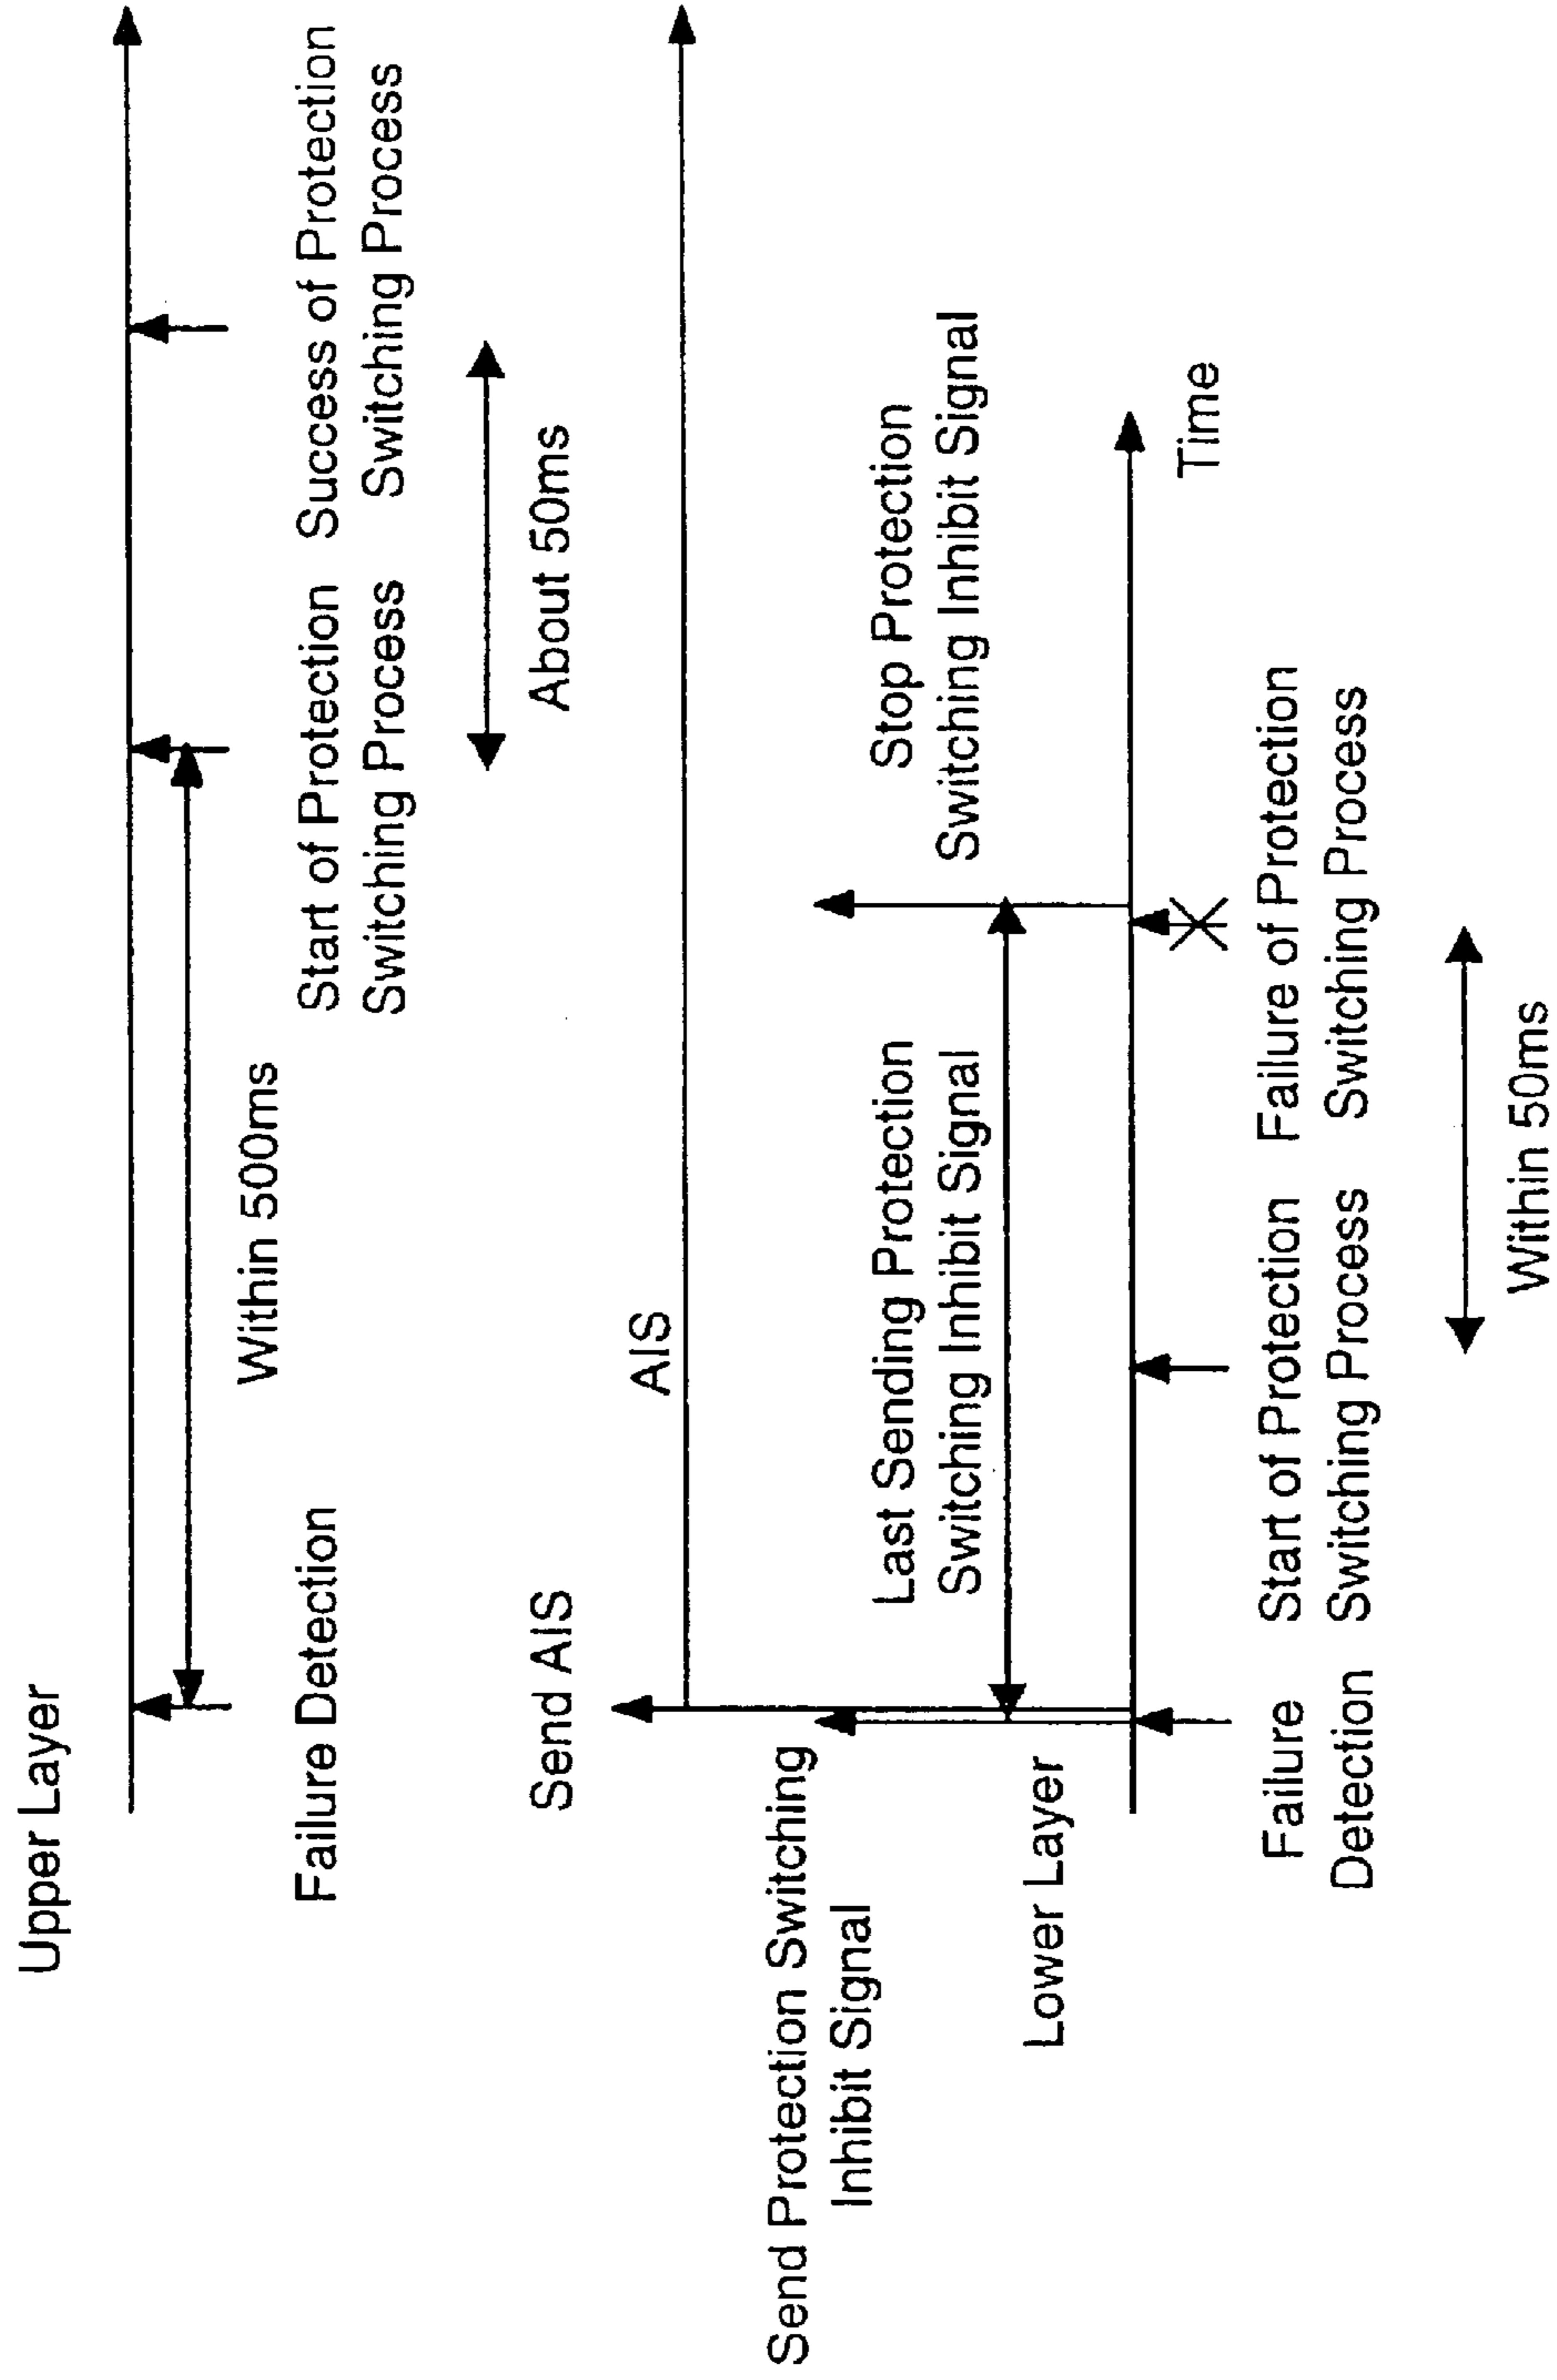 Upper Layer
Within 500ms
Failure Detection
Start of Protection
Switching Process
Success of Protection
Switching Process
About 50ms
Send AIS
AIS
Send Protection Switching
Inhibit Signal
Last Sending Protection
Switching Inhibit Signal
Stop Protection
Switching Inhibit Signal
Lower Layer
Time
Failure
Detection
Start of Protection
Switching Process
Failure of Protection
Switching Process
Within 50ms